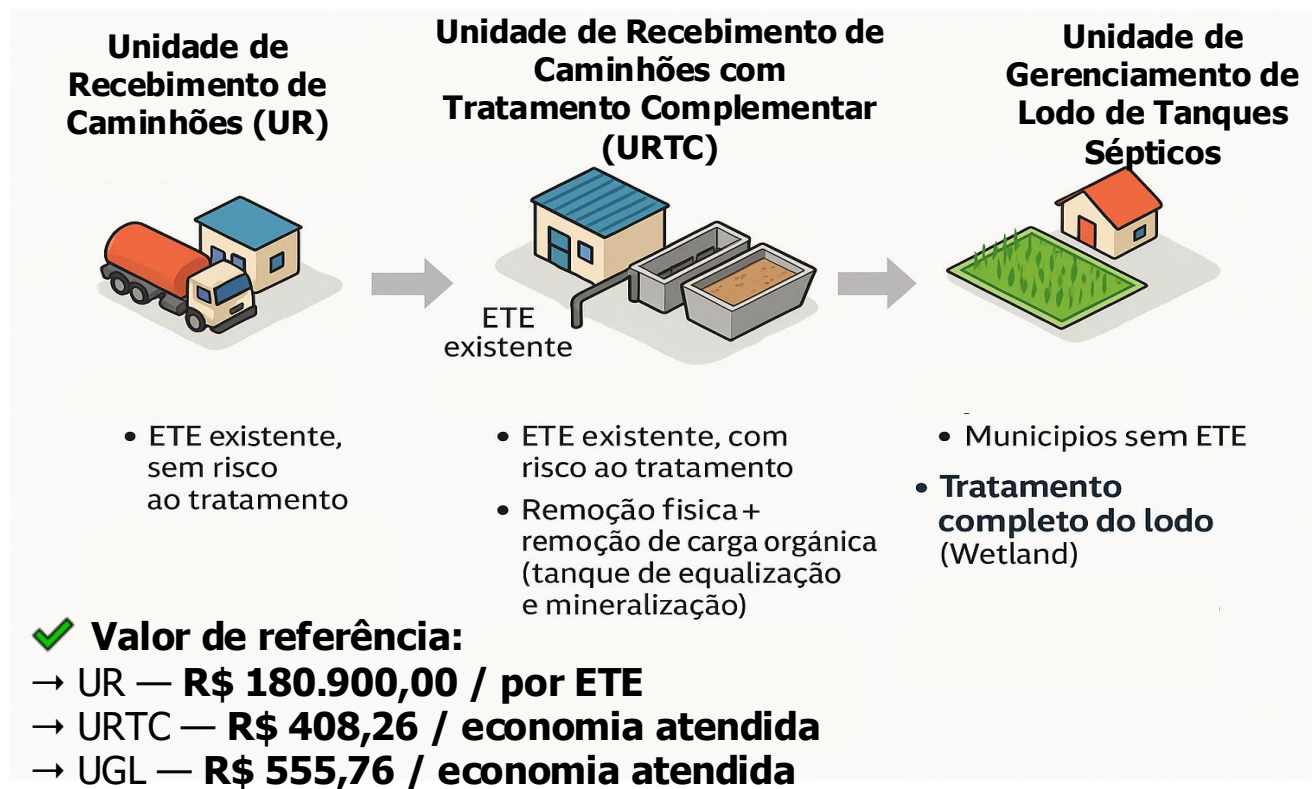 Unidade de
Recebimento de
Caminhões (UR)
Unidade de Recebimento de
Caminhões com
Tratamento Complementar
(URTC)
Unidade de
Gerenciamento de
Lodo de Tanques
Sépticos
ETE
existente
• ETE existente,
sem risco
ao tratamento
• ETE existente, com
risco ao tratamento
• Remoção fisica +
remoção de carga orgánica
(tanque de equalização
e mineralização)
• Municipios sem ETE
• Tratamento
completo do lodo
(Wetland)
✔ Valor de referência:
→ UR — R$ 180.900,00 / por ETE
→ URTC — R$ 408,26 / economia atendida
→ UGL — R$ 555,76 / economia atendida